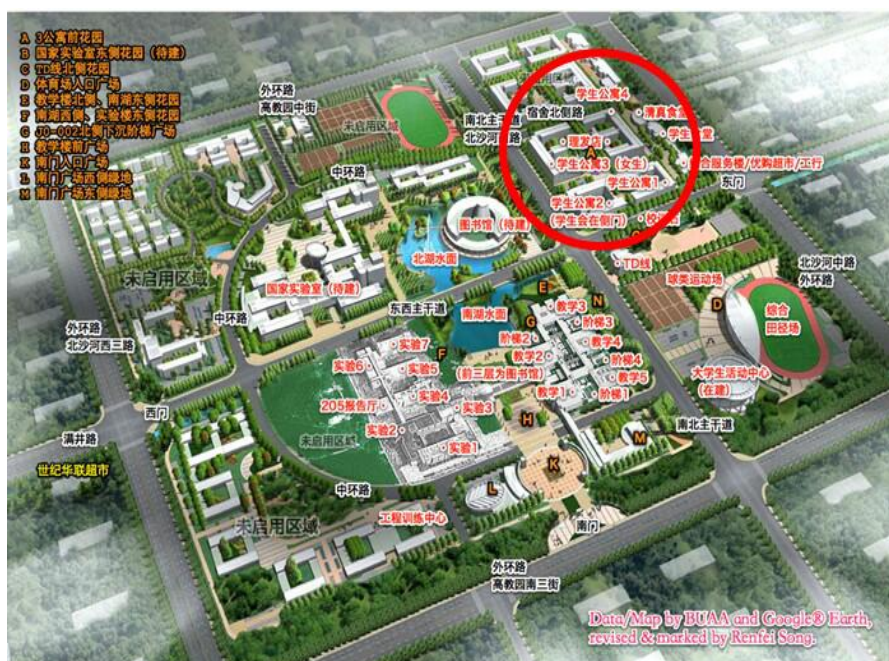 A 3公寓前花园
B 国家实验室东侧花园（待建）
C TD线北侧花园
D 体育场入口广场
E 教学楼北侧、南湖东侧花园
F 南湖西侧、实验楼东侧花园
G J0-002北侧下沉阶梯广场
H 教学楼前广场
K 南门入口广场
L 南门广场西侧绿地
M 南门广场东侧绿地
外环路
高教园中街
未启用区域
南北主干道
北沙河
路
未启用区域
学生公寓4
宿舍北侧路
清真食堂
理发店
A
学生公寓3（女生）
学生
堂
合服务楼/优购超市/工行
学生公寓1
东门
学生公寓2
（学生会在侧门）
中环路
图书馆（待建）
北湖水面
TD线
球类运动场
北沙河中路
外环路
未启用区域
国家实验室（待建）
东西主干道
南湖水面
E
N
D
综合
田径场
中环路
外环路
北沙河西三路
教学3
G
阶梯3
阶梯2
教学4
实验7
F
教学2
阶梯4
（前三层为图书馆）
大学生活动中心
（在建）
实验6
实验5
教学5
205报告厅
实验4
教学1
阶梯1
实验3
西门
满井路
未启用区域
实验2
H
南北主干道
实验1
M
世纪华联超市
中环路
K
L
未启用区域
工程训练中心
南门
外环路
高教园南三街
Data/Map by BUAA and Google® Earth,
revised & marked by Renfei Song.